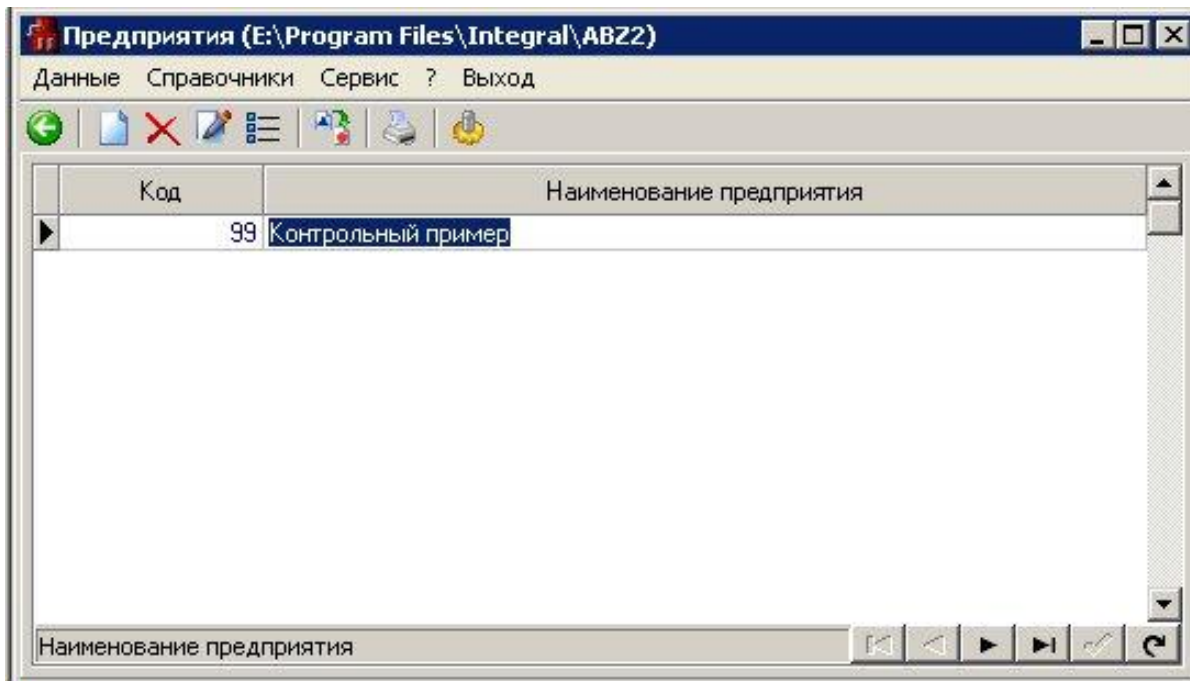 Предприятия (E:\Program Files\Integral\ABZ2)
Данные Справочники Сервис ? Выход
Код Наименование предприятия
99 Контрольный пример
Наименование предприятия